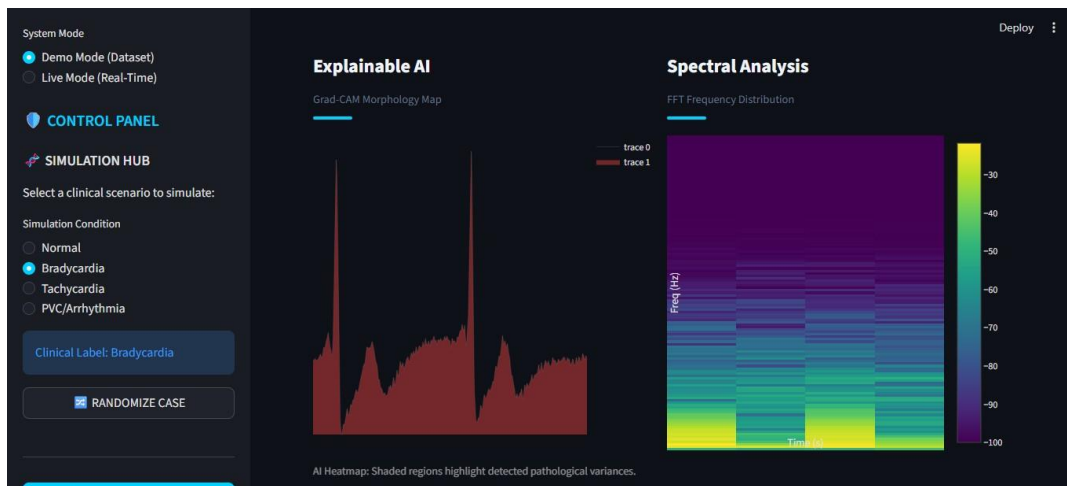 Deploy
System Mode
Demo Mode (Dataset)
Live Mode (Real-Time)
CONTROL PANEL
SIMULATION HUB
Select a clinical scenario to simulate:
Simulation Condition
Normal
Bradycardia
Tachycardia
PVC/Arrhythmia
Clinical Label: Bradycardia
RANDOMIZE CASE
Explainable AI
Grad-CAM Morphology Map
trace 0
trace 1
AI Heatmap: Shaded regions highlight detected pathological variances.
Spectral Analysis
FFT Frequency Distribution
Freq (Hz)
Time (s)
−30
−40
−50
−60
−70
−80
−90
−100